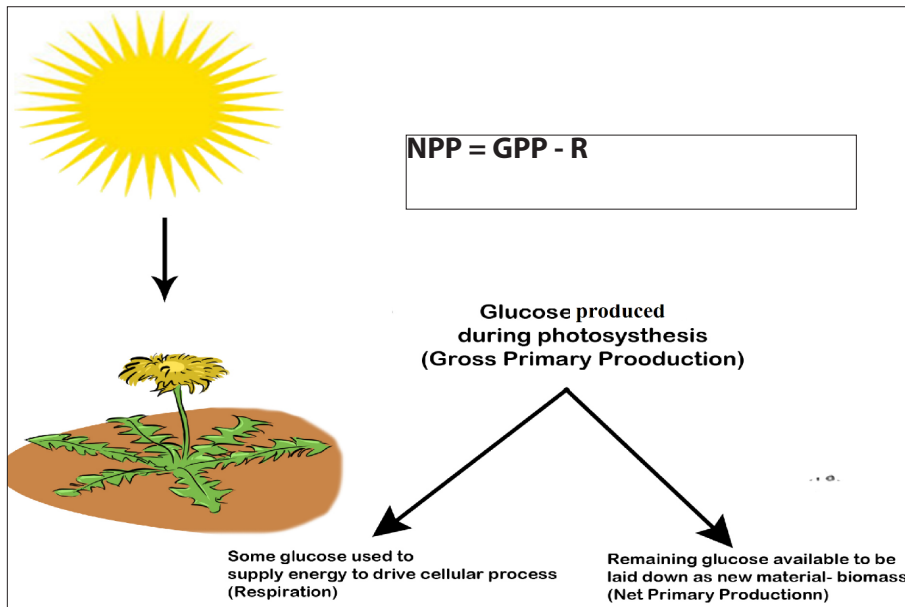 NPP = GPP - R
Glucose produced
during photosysthesis
(Gross Primary Prooduction)
Some glucose used to
supply energy to drive cellular process
(Respiration)
Remaining glucose available to be
laid down as new material- biomass
(Net Primary Productionn)